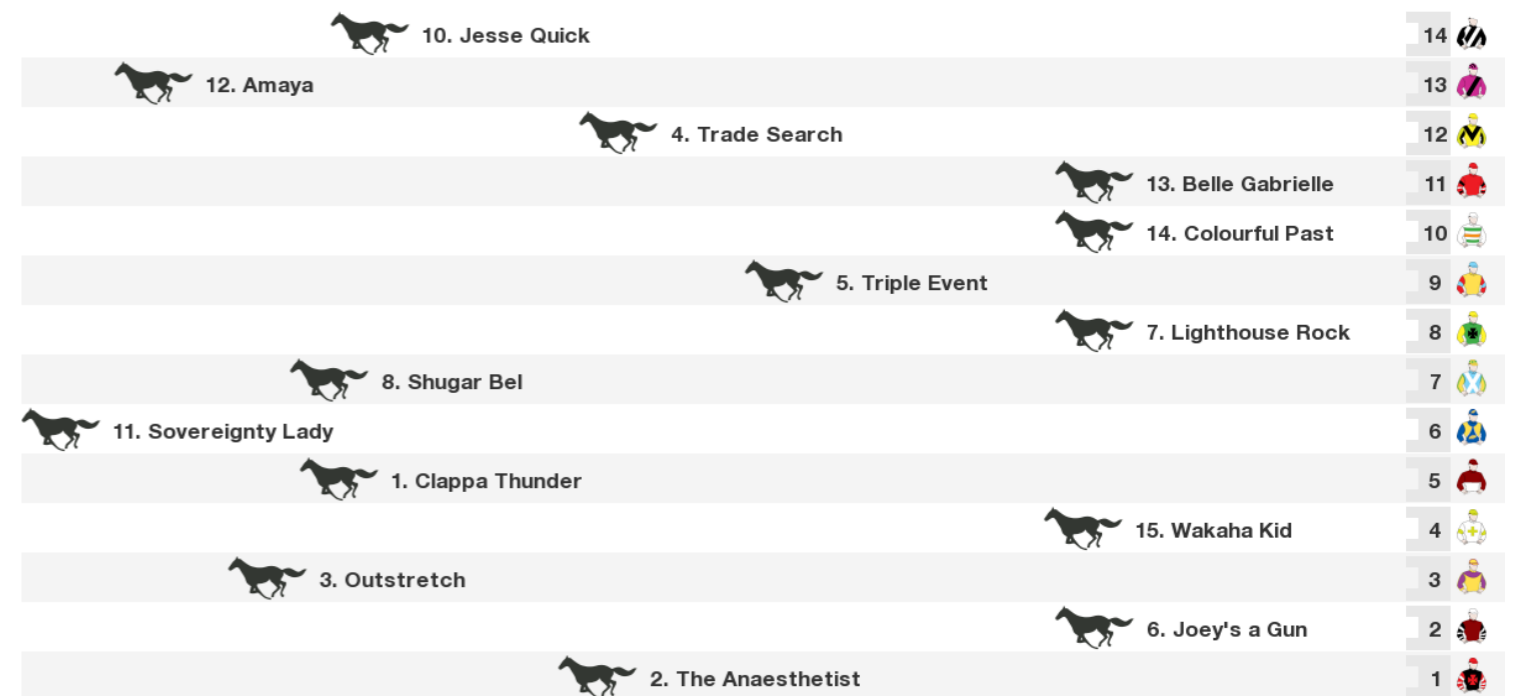 10. Jesse Quick 14
12. Amaya 13
4. Trade Search 12
13. Belle Gabrielle 11
14. Colourful Past 10
5. Triple Event 9
7. Lighthouse Rock 8
8. Shugar Bel 7
11. Sovereignty Lady 6
1. Clappa Thunder 5
15. Wakaha Kid 4
3. Outstretch 3
6. Joey's a Gun 2
2. The Anaesthetist 1